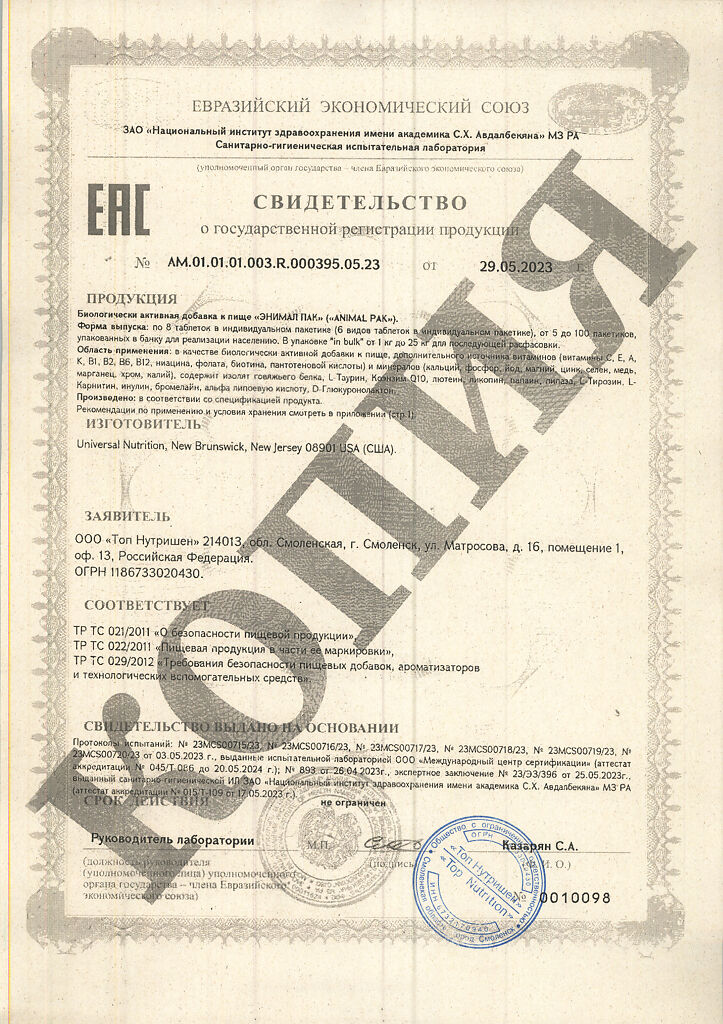 ЕВРАЗИЙСКИЙ ЭКОНОМИЧЕСКИЙ СОЮЗ
ЗАО «Национальный институт здравоохранения имени академика С.Х. Авдалбекяна» МЗ РА
Санитарно-гигиеническая испытательная лаборатория
(уполномоченный орган государства – члена Евразийского экономического союза)
EAC
СВИДЕТЕЛЬСТВО
о государственной регистрации продукции
№ AM.01.01.01.003.R.000395.05.23 от 29.05.2023 г.
ПРОДУКЦИЯ
Биологически активная добавка к пище «ЭНИМАЛ ПАК» («ANIMAL PAK»).
Форма выпуска: по 8 таблеток в индивидуальном пакетике (6 видов таблеток в индивидуальном пакетике), от 5 до 100 пакетиков,
упакованных в банку для реализации населению. В упаковке "in bulk" от 1 кг до 25 кг для последующей расфасовки.
Область применения: в качестве биологически активной добавки к пище, дополнительного источника витаминов (витамины С, Е, А,
К, В1, В2, В6, В12, ниацина, фолата, биотина, пантотеновой кислоты) и минералов (кальций, фосфор, йод, магний, цинк, селен, медь,
марганец, хром, калий), содержит изолят говяжьего белка, L-Таурин, Коэнзим Q10, лютеин, ликопин, папаин, липаза, L-Тирозин, L-
Карнитин, инулин, бромелайн, альфа липоевую кислоту, D-Глюкуронолактон.
Произведено: в соответствии со спецификацией продукта.
Рекомендации по применению и условия хранения смотреть в приложении (стр.1)
ИЗГОТОВИТЕЛЬ
Universal Nutrition, New Brunswick, New Jersey 08901 USA (США).
ЗАЯВИТЕЛЬ
ООО «Топ Нутришен» 214013, обл. Смоленская, г. Смоленск, ул. Матросова, д. 16, помещение 1,
оф. 13, Российская Федерация.
ОГРН 1186733020430.
СООТВЕТСТВУЕТ
ТР ТС 021/2011 «О безопасности пищевой продукции»,
ТР ТС 022/2011 «Пищевая продукция в части ее маркировки»,
ТР ТС 029/2012 «Требования безопасности пищевых добавок, ароматизаторов
и технологических вспомогательных средств».
СВИДЕТЕЛЬСТВО ВЫДАНО НА ОСНОВАНИИ
Протоколы испытаний: № 23MCS00715/23, № 23MCS00716/23, № 23MCS00717/23, № 23MCS00718/23, № 23MCS00719/23, №
23MCS00720/23 от 03.05.2023 г., выданные испытательной лабораторией ООО «Международный центр сертификации» (аттестат
аккредитации № 045/Т-086 до 20.05.2024 г.); № 893 от 26.04.2023г., экспертное заключение № 23/ЭЗ/396 от 25.05.2023г.,
выданный санитарно-гигиенической ИЛ ЗАО «Национальный институт здравоохранения имени академика С.Х. Авдалбекяна» МЗ РА
(аттестат аккредитации № 015/Т-109 от 17.05.2023 г.).
СРОК ДЕЙСТВИЯ не ограничен
Руководитель лаборатории М.П. Казарян С.А.
(должность руководителя (подпись) (Ф. И. О.)
(уполномоченного лица) уполномоченного
органа государства – члена Евразийского
экономического союза)
№ 0010098
Общество с ограниченной ответственностью
ОГРН
«Топ Нутришен»
«Top Nutrition»
ИНН
город Смоленск
КОПИЯ